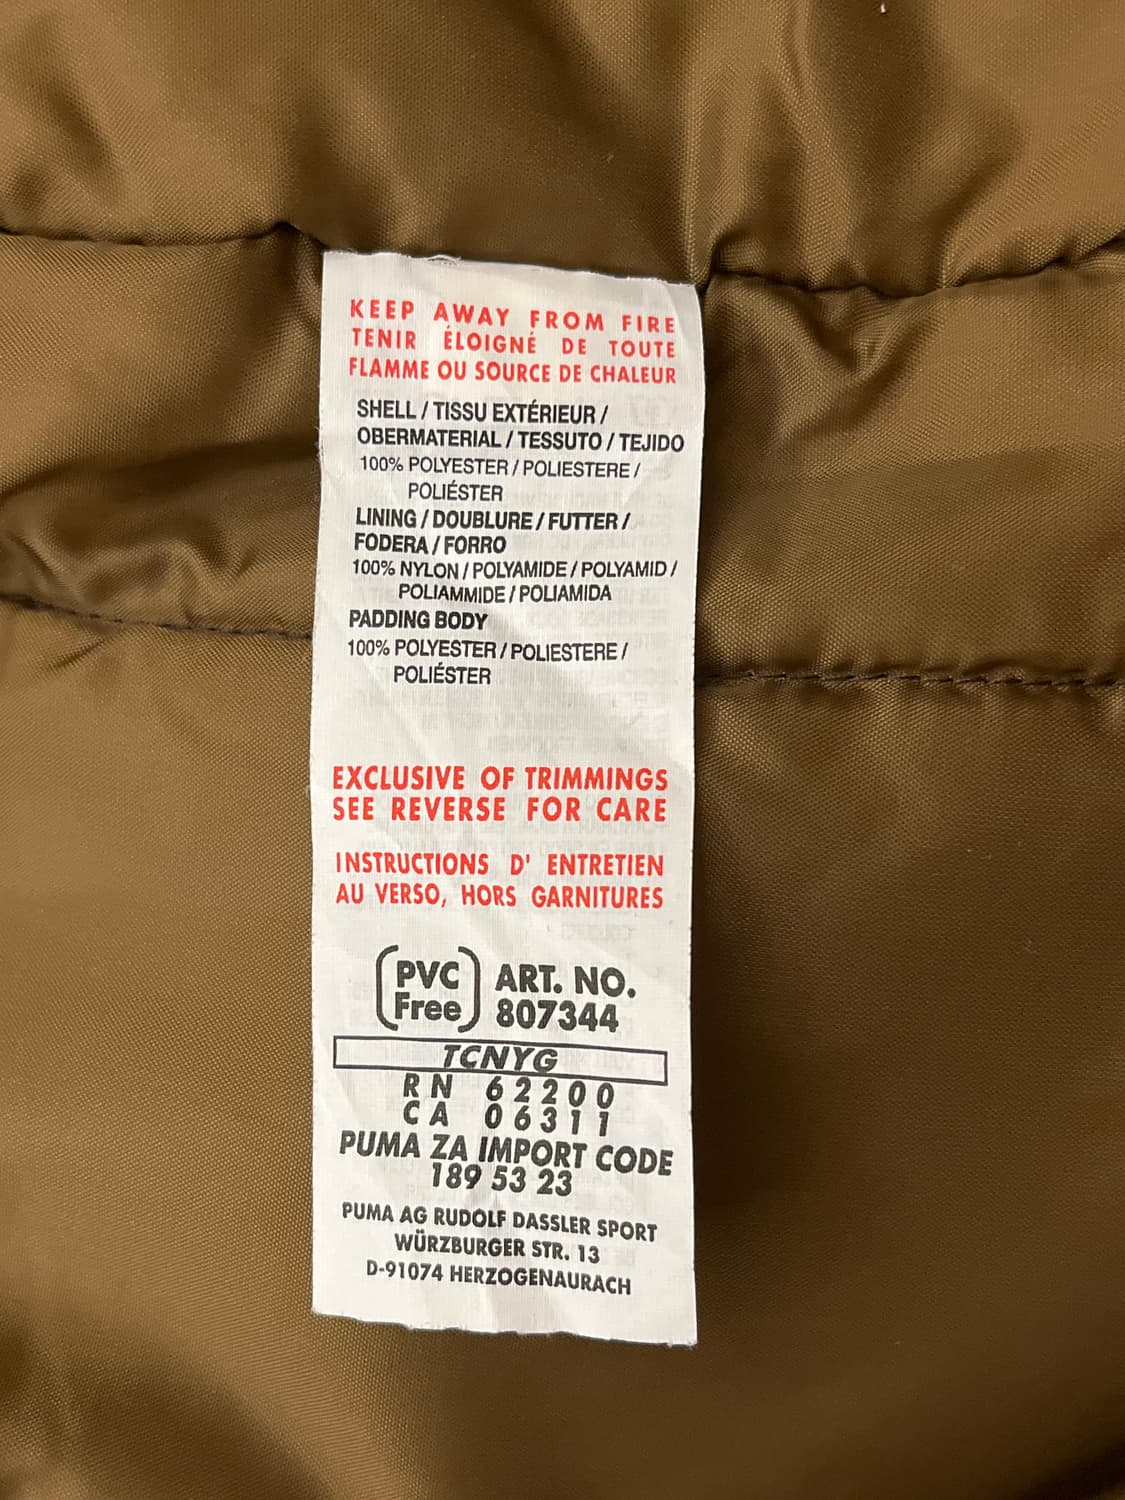 KEEP AWAY FROM FIRE
TENIR ÉLOIGNÉ DE TOUTE
FLAMME OU SOURCE DE CHALEUR
SHELL / TISSU EXTÉRIEUR /
OBERMATERIAL / TESSUTO / TEJIDO
100% POLYESTER / POLIESTERE /
POLIÉSTER
LINING / DOUBLURE / FUTTER /
FODERA / FORRO
100% NYLON / POLYAMIDE / POLYAMID /
POLIAMMIDE / POLIAMIDA
PADDING BODY
100% POLYESTER / POLIESTERE /
POLIÉSTER
EXCLUSIVE OF TRIMMINGS
SEE REVERSE FOR CARE
INSTRUCTIONS D' ENTRETIEN
AU VERSO, HORS GARNITURES
PVC Free ART. NO.
807344
TCNYG
RN 62200
CA 06311
PUMA ZA IMPORT CODE
189 53 23
PUMA AG RUDOLF DASSLER SPORT
WÜRZBURGER STR. 13
D-91074 HERZOGENAURACH